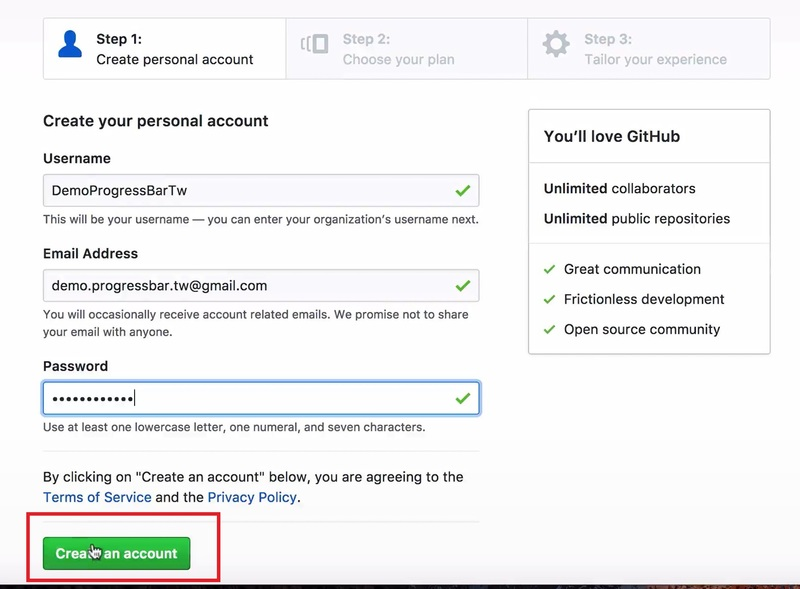 Step 1:
Create personal account
Step 2:
Choose your plan
Step 3:
Tailor your experience
Create your personal account
Username
DemoProgressBarTw
This will be your username — you can enter your organization's username next.
Email Address
demo.progressbar.tw@gmail.com
You will occasionally receive account related emails. We promise not to share
your email with anyone.
Password
••••••••••••
Use at least one lowercase letter, one numeral, and seven characters.
By clicking on "Create an account" below, you are agreeing to the
Terms of Service and the Privacy Policy.
Create an account
You'll love GitHub
Unlimited collaborators
Unlimited public repositories
Great communication
Frictionless development
Open source community